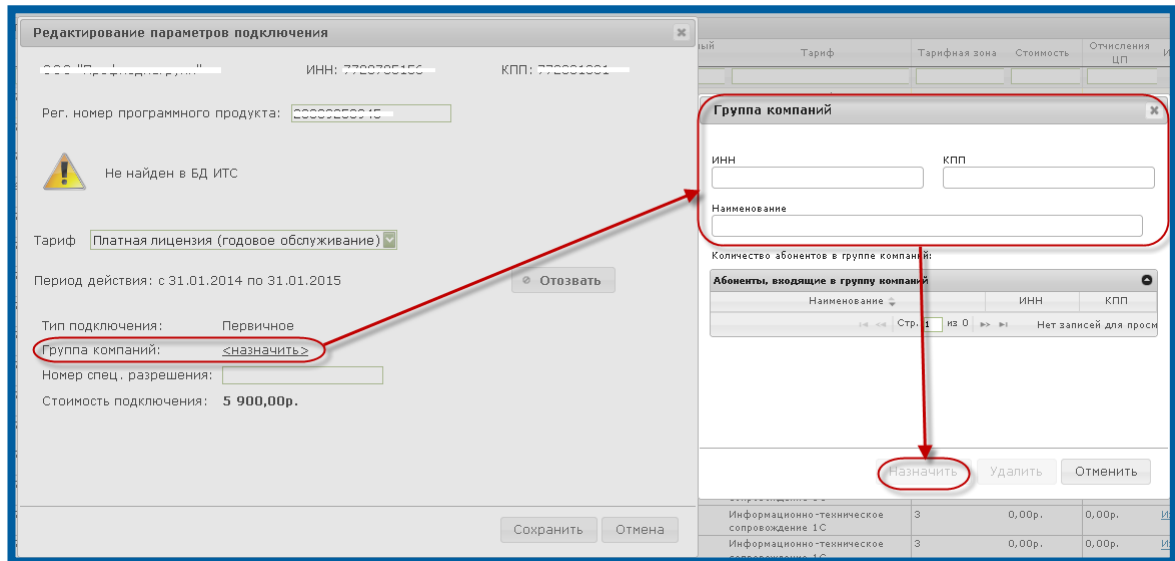 Редактирование параметров подключения
ИНН:
КПП:
Рег. номер программного продукта:
Не найден в БД ИТС
Тариф Платная лицензия (годовое обслуживание)
Период действия: с 31.01.2014 по 31.01.2015
Отозвать
Тип подключения: Первичное
Группа компаний: <назначить>
Номер спец. разрешения:
Стоимость подключения: 5 900,00р.
Сохранить Отмена
ный Тариф Тарифная зона Стоимость Отчисления ЦП
Группа компаний
ИНН КПП
Наименование
Количество абонентов в группе компаний:
Абоненты, входящие в группу компаний
Наименование ИНН КПП
Стр. 1 из 0 Нет записей для просм
Назначить Удалить Отменить
сопровождение 1С
Информационно-техническое 3 0,00р. 0,00р.
сопровождение 1С
Информационно-техническое 3 0,00р. 0,00р.
сопровождение 1С